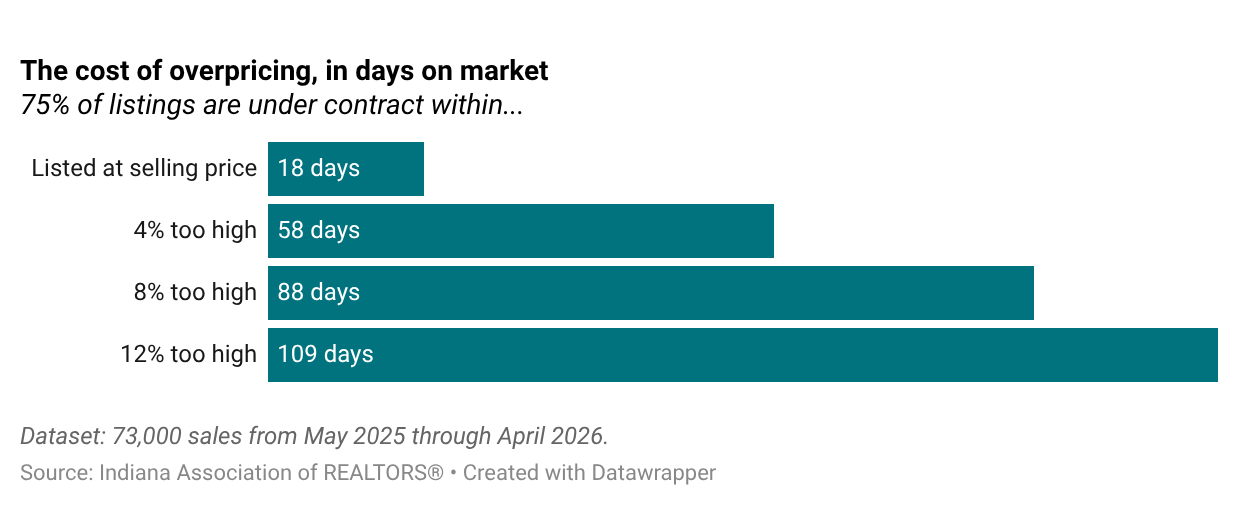 The cost of overpricing, in days on market
75% of listings are under contract within...
Listed at selling price 18 days
4% too high 58 days
8% too high 88 days
12% too high 109 days
Dataset: 73,000 sales from May 2025 through April 2026.
Source: Indiana Association of REALTORS® • Created with Datawrapper